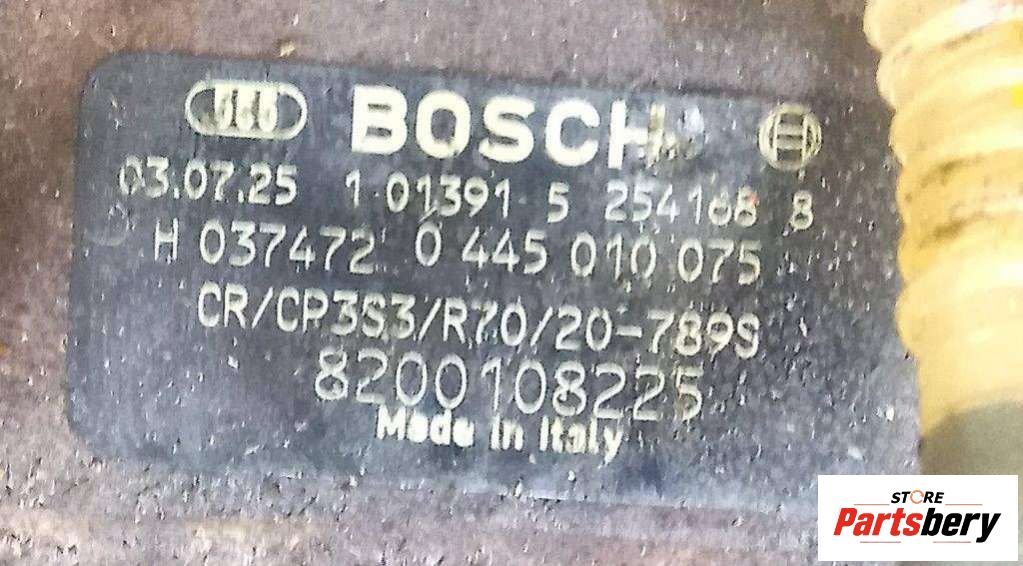 BOSCH
03.07.25 1 01391 5 254168 8
H 037472 0 445 010 075
CR/CP3S3/R70/20-789S
8200108225
Made in Italy
STORE
Partsbery